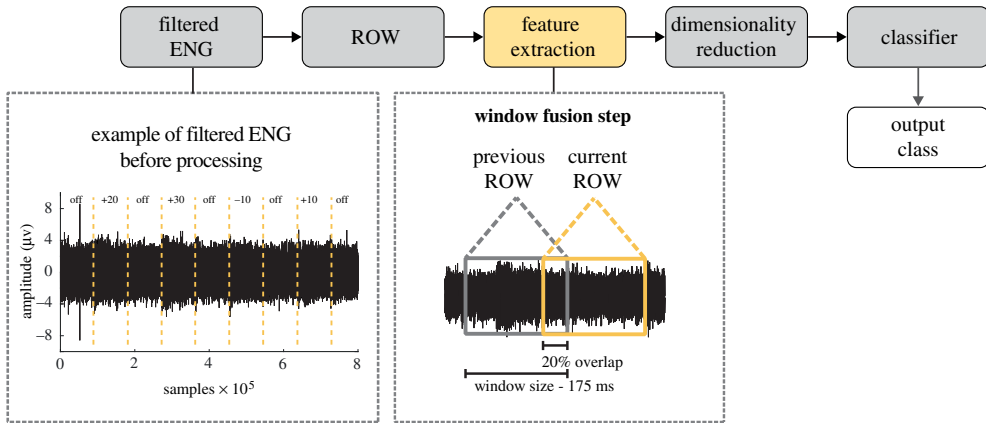 filtered
ENG
ROW
feature
extraction
dimensionality
reduction
classifier
output
class
example of filtered ENG
before processing
off +20 off +30 off −10 off +10 off
8
4
0
−4
−8
amplitude (μv)
0 2 4 6 8
samples × 10⁵
window fusion step
previous
ROW
current
ROW
20% overlap
window size - 175 ms